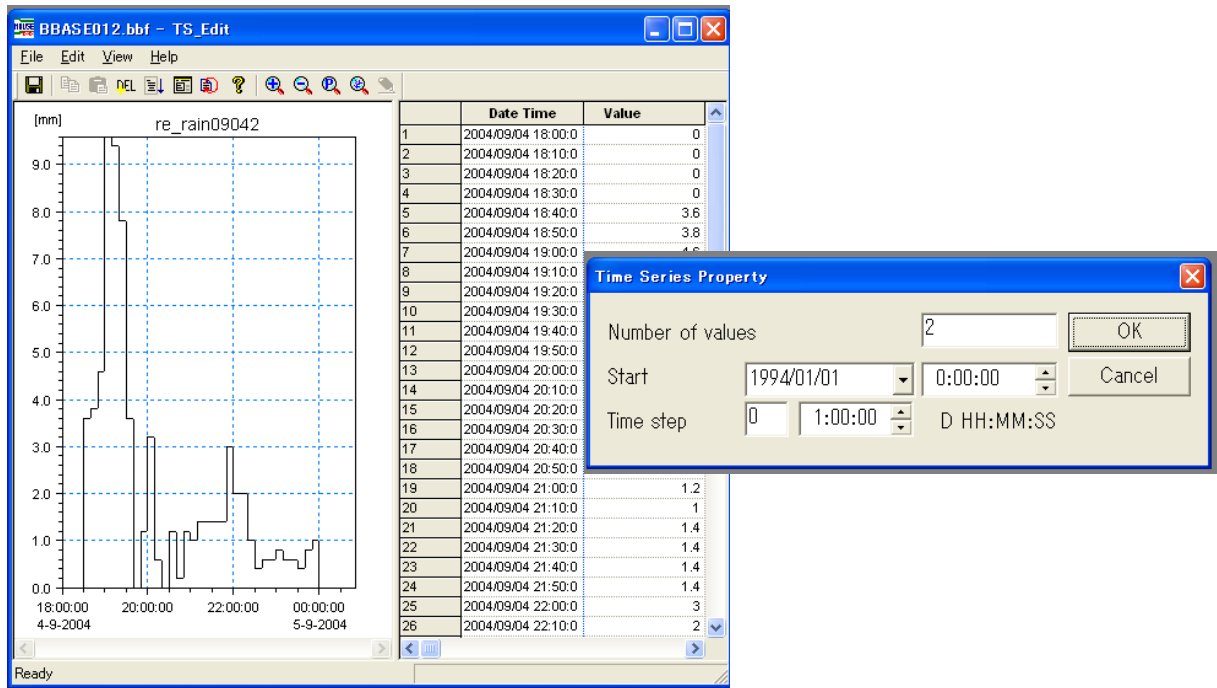 BBASE012.bbf - TS_Edit
File Edit View Help
DEL
[mm]
re_rain09042
9.0
8.0
7.0
6.0
5.0
4.0
3.0
2.0
1.0
0.0
18:00:00 20:00:00 22:00:00 00:00:00
4-9-2004 5-9-2004
Date Time Value
1 2004/09/04 18:00:0 0
2 2004/09/04 18:10:0 0
3 2004/09/04 18:20:0 0
4 2004/09/04 18:30:0 0
5 2004/09/04 18:40:0 3.6
6 2004/09/04 18:50:0 3.8
7 2004/09/04 19:00:0
8 2004/09/04 19:10:0
9 2004/09/04 19:20:0
10 2004/09/04 19:30:0
11 2004/09/04 19:40:0
12 2004/09/04 19:50:0
13 2004/09/04 20:00:0
14 2004/09/04 20:10:0
15 2004/09/04 20:20:0
16 2004/09/04 20:30:0
17 2004/09/04 20:40:0
18 2004/09/04 20:50:0
19 2004/09/04 21:00:0 1.2
20 2004/09/04 21:10:0 1
21 2004/09/04 21:20:0 1.4
22 2004/09/04 21:30:0 1.4
23 2004/09/04 21:40:0 1.4
24 2004/09/04 21:50:0 1.4
25 2004/09/04 22:00:0 3
26 2004/09/04 22:10:0 2
Ready
Time Series Property
Number of values 2 OK
Start 1994/01/01 0:00:00 Cancel
Time step 0 1:00:00 D HH:MM:SS